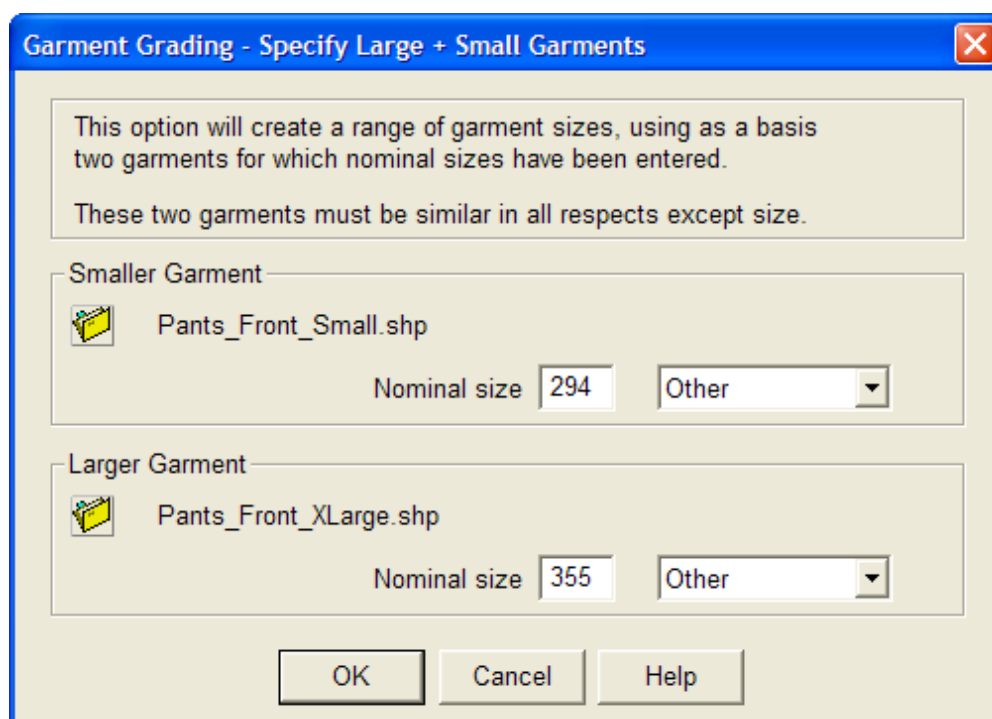 Garment Grading - Specify Large + Small Garments
This option will create a range of garment sizes, using as a basis
two garments for which nominal sizes have been entered.
These two garments must be similar in all respects except size.
Smaller Garment
Pants_Front_Small.shp
Nominal size 294 Other
Larger Garment
Pants_Front_XLarge.shp
Nominal size 355 Other
OK Cancel Help